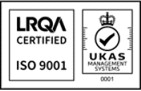 LRQA
CERTIFIED
ISO 9001
UKAS
MANAGEMENT
SYSTEMS
0001